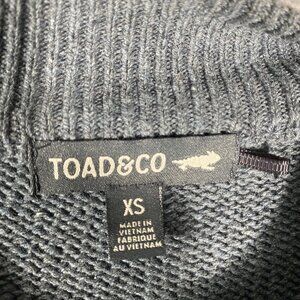 TOAD&CO
XS
MADE IN
VIETNAM
FABRIQUÉ
AU VIETNAM